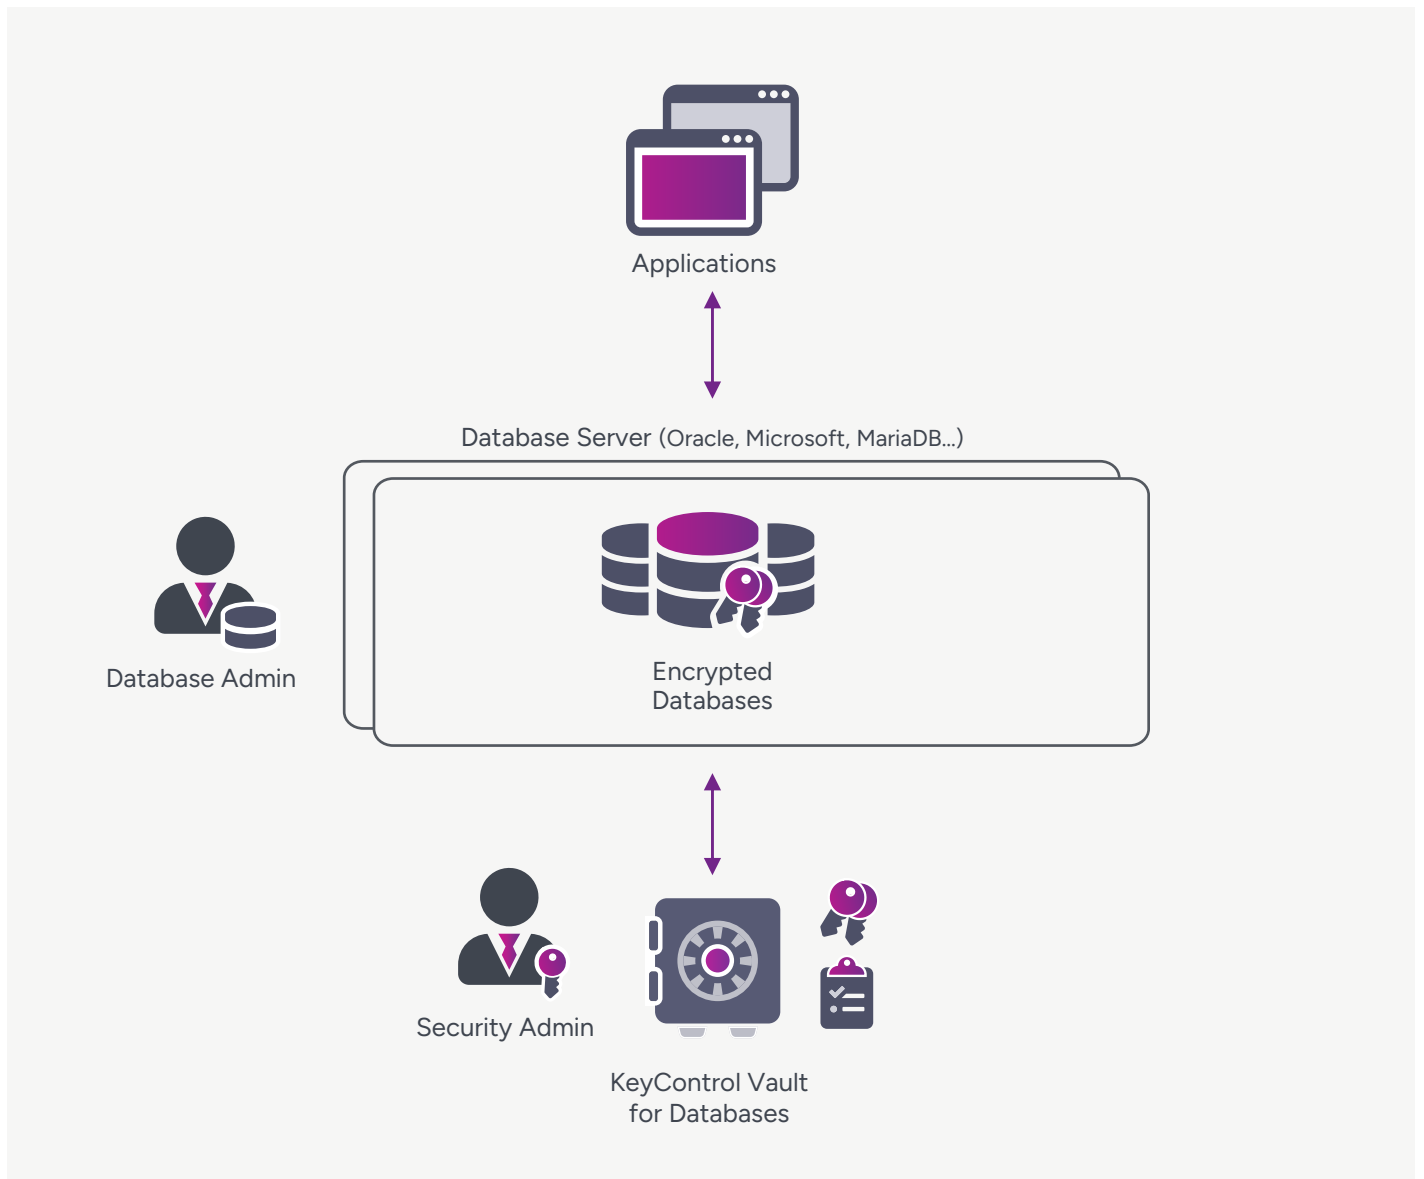 Applications
Database Server (Oracle, Microsoft, MariaDB...)
Database Admin
Encrypted
Databases
Security Admin
KeyControl Vault
for Databases